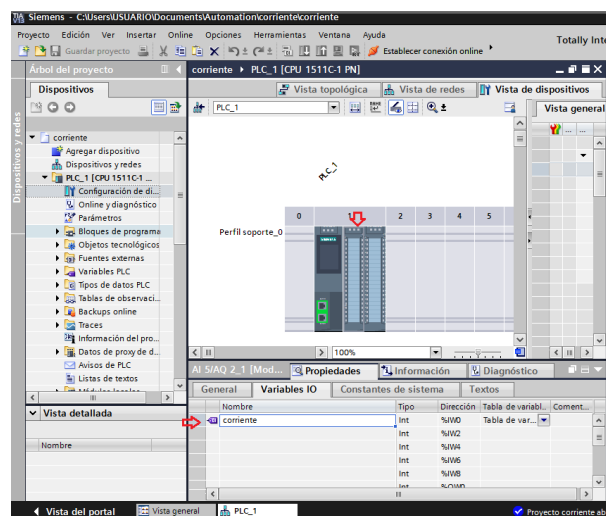 Siemens - C:\Users\USUARIO\Documents\Automation\corriente\corriente
Proyecto Edición Ver Insertar Online Opciones Herramientas Ventana Ayuda
Guardar proyecto Establecer conexión online
Totally Inte
Árbol del proyecto
corriente PLC_1 [CPU 1511C-1 PN]
Dispositivos
Vista topológica Vista de redes Vista de dispositivos
PLC_1
Vista general
Dispositivos y redes
corriente
Agregar dispositivo
Dispositivos y redes
PLC_1 [CPU 1511C-1 ...
Configuración de di...
Online y diagnóstico
Parámetros
Bloques de programa
Objetos tecnológicos
Fuentes externas
Variables PLC
Tipos de datos PLC
Tablas de observaci...
Backups online
Traces
Información del pro...
Datos de proxy de d...
Avisos de PLC
Listas de textos
Módulos locales
PLC_1
0 1 2 3 4 5
Perfil soporte_0
100%
AI 5/AQ 2_1 [Mod...
Propiedades Información Diagnóstico
General Variables IO Constantes de sistema Textos
Nombre Tipo Dirección Tabla de variabl.. Coment...
corriente Int %IW0 Tabla de var...
Int %IW2
Int %IW4
Int %IW6
Int %IW8
Int %QW0
Vista detallada
Nombre
Vista del portal Vista general PLC_1 Proyecto corriente ab